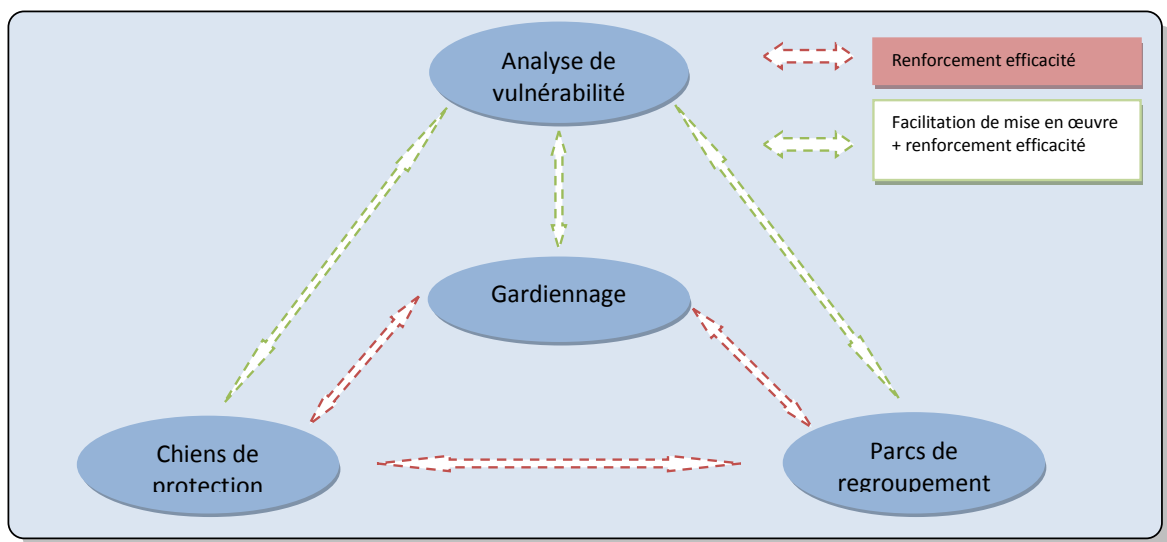 Analyse de
vulnérabilité
Renforcement efficacité
Facilitation de mise en œuvre
+ renforcement efficacité
Gardiennage
Chiens de
protection
Parcs de
regroupement